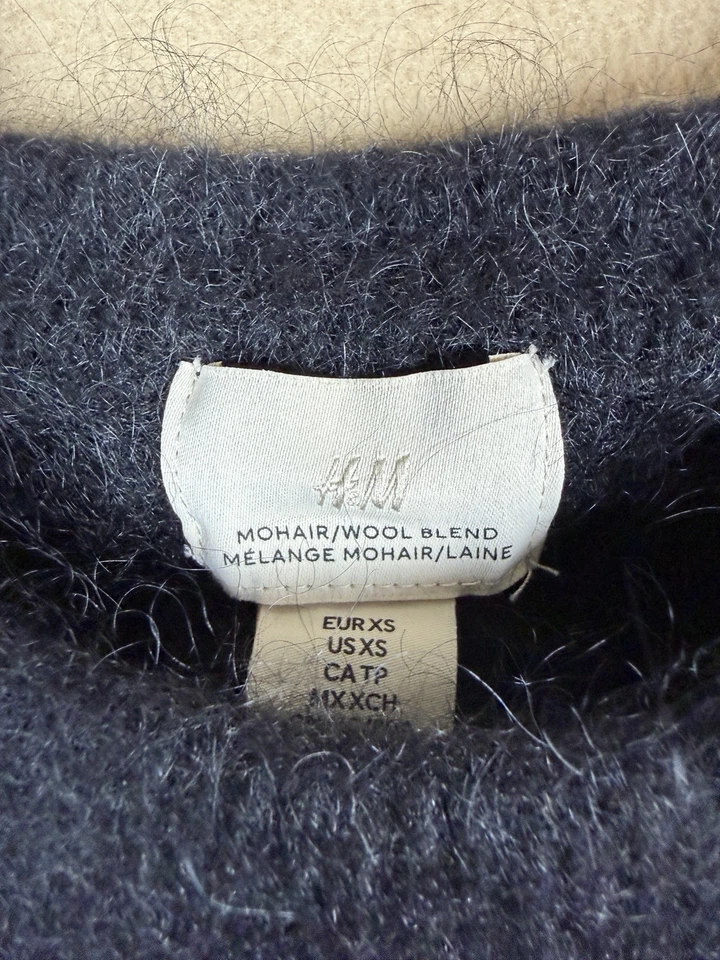 H&M
MOHAIR/WOOL BLEND
MÉLANGE MOHAIR/LAINE
EUR XS
US XS
CA TP
MX XCH